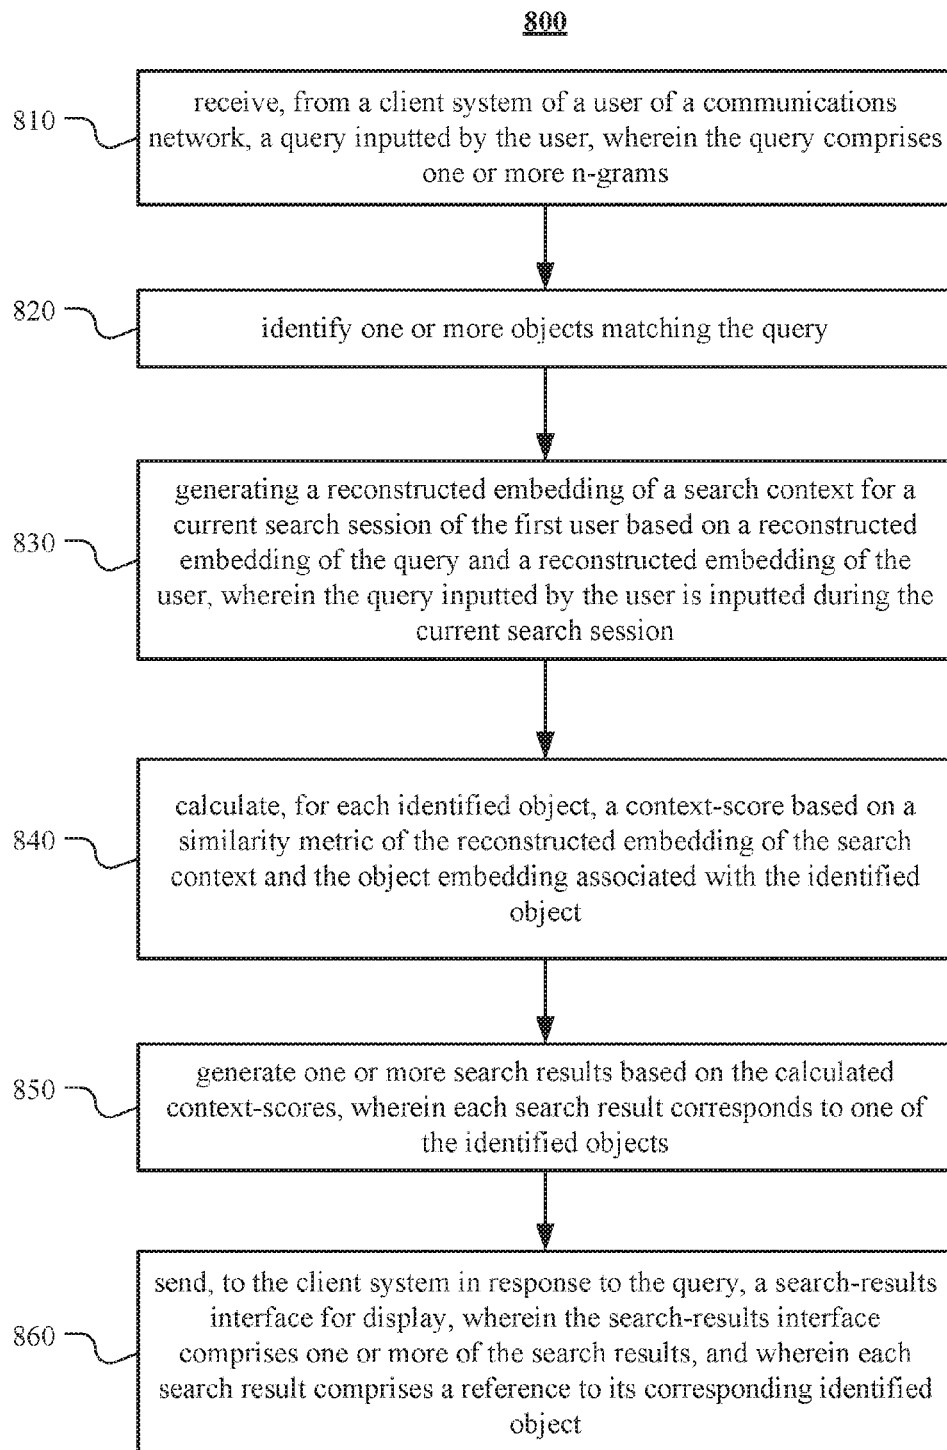 800
810
receive, from a client system of a user of a communications
network, a query inputted by the user, wherein the query comprises
one or more n-grams
820
identify one or more objects matching the query
830
generating a reconstructed embedding of a search context for a
current search session of the first user based on a reconstructed
embedding of the query and a reconstructed embedding of the
user, wherein the query inputted by the user is inputted during the
current search session
840
calculate, for each identified object, a context-score based on a
similarity metric of the reconstructed embedding of the search
context and the object embedding associated with the identified
object
850
generate one or more search results based on the calculated
context-scores, wherein each search result corresponds to one of
the identified objects
860
send, to the client system in response to the query, a search-results
interface for display, wherein the search-results interface
comprises one or more of the search results, and wherein each
search result comprises a reference to its corresponding identified
object